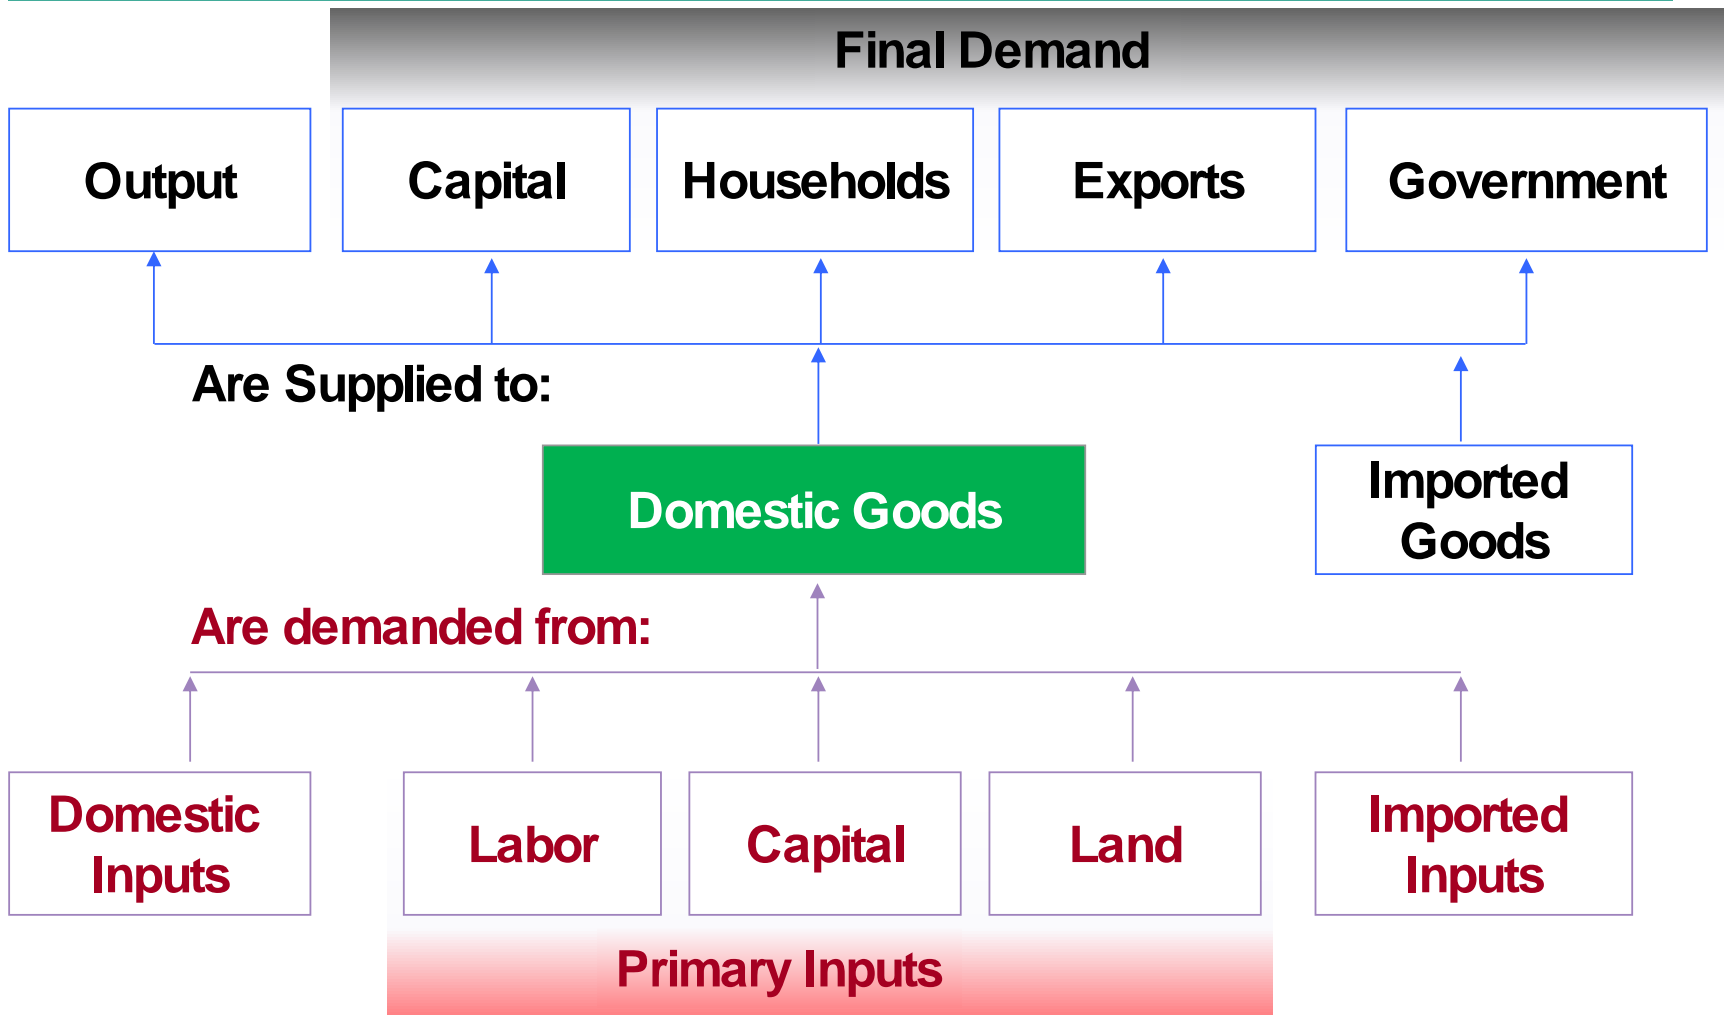 Final Demand
Output
Capital
Households
Exports
Government
Are Supplied to:
Domestic Goods
Imported
Goods
Are demanded from:
Domestic
Inputs
Labor
Capital
Land
Imported
Inputs
Primary Inputs